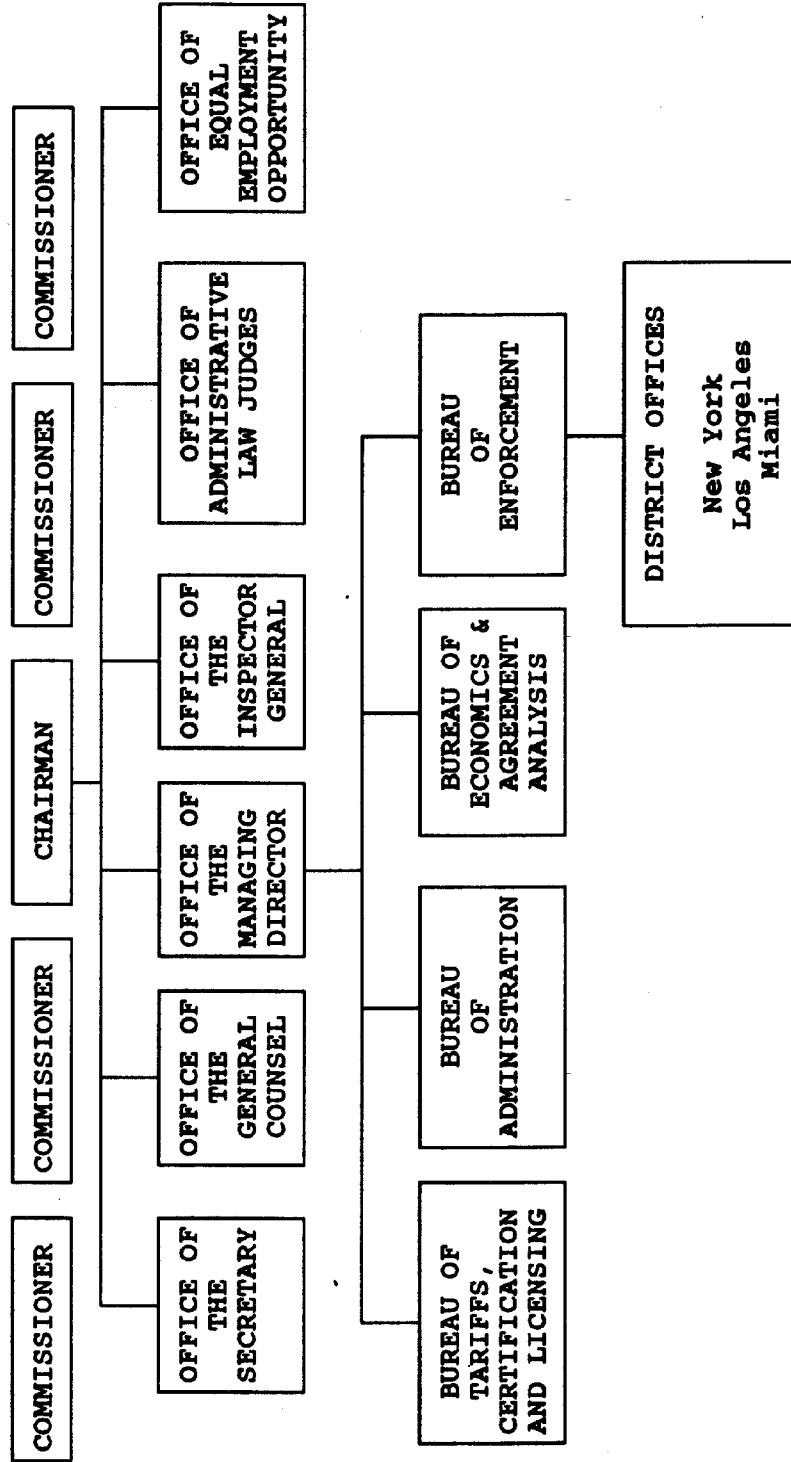 COMMISSIONER
COMMISSIONER
CHAIRMAN
COMMISSIONER
COMMISSIONER
OFFICE OF
THE
SECRETARY
OFFICE OF
THE
GENERAL
COUNSEL
OFFICE OF
THE
MANAGING
DIRECTOR
OFFICE OF
THE
INSPECTOR
GENERAL
OFFICE OF
ADMINISTRATIVE
LAW JUDGES
OFFICE OF
EQUAL
EMPLOYMENT
OPPORTUNITY
BUREAU OF
TARIFFS,
CERTIFICATION
AND LICENSING
BUREAU
OF
ADMINISTRATION
BUREAU OF
ECONOMICS &
AGREEMENT
ANALYSIS
BUREAU
OF
ENFORCEMENT
DISTRICT OFFICES
New York
Los Angeles
Miami